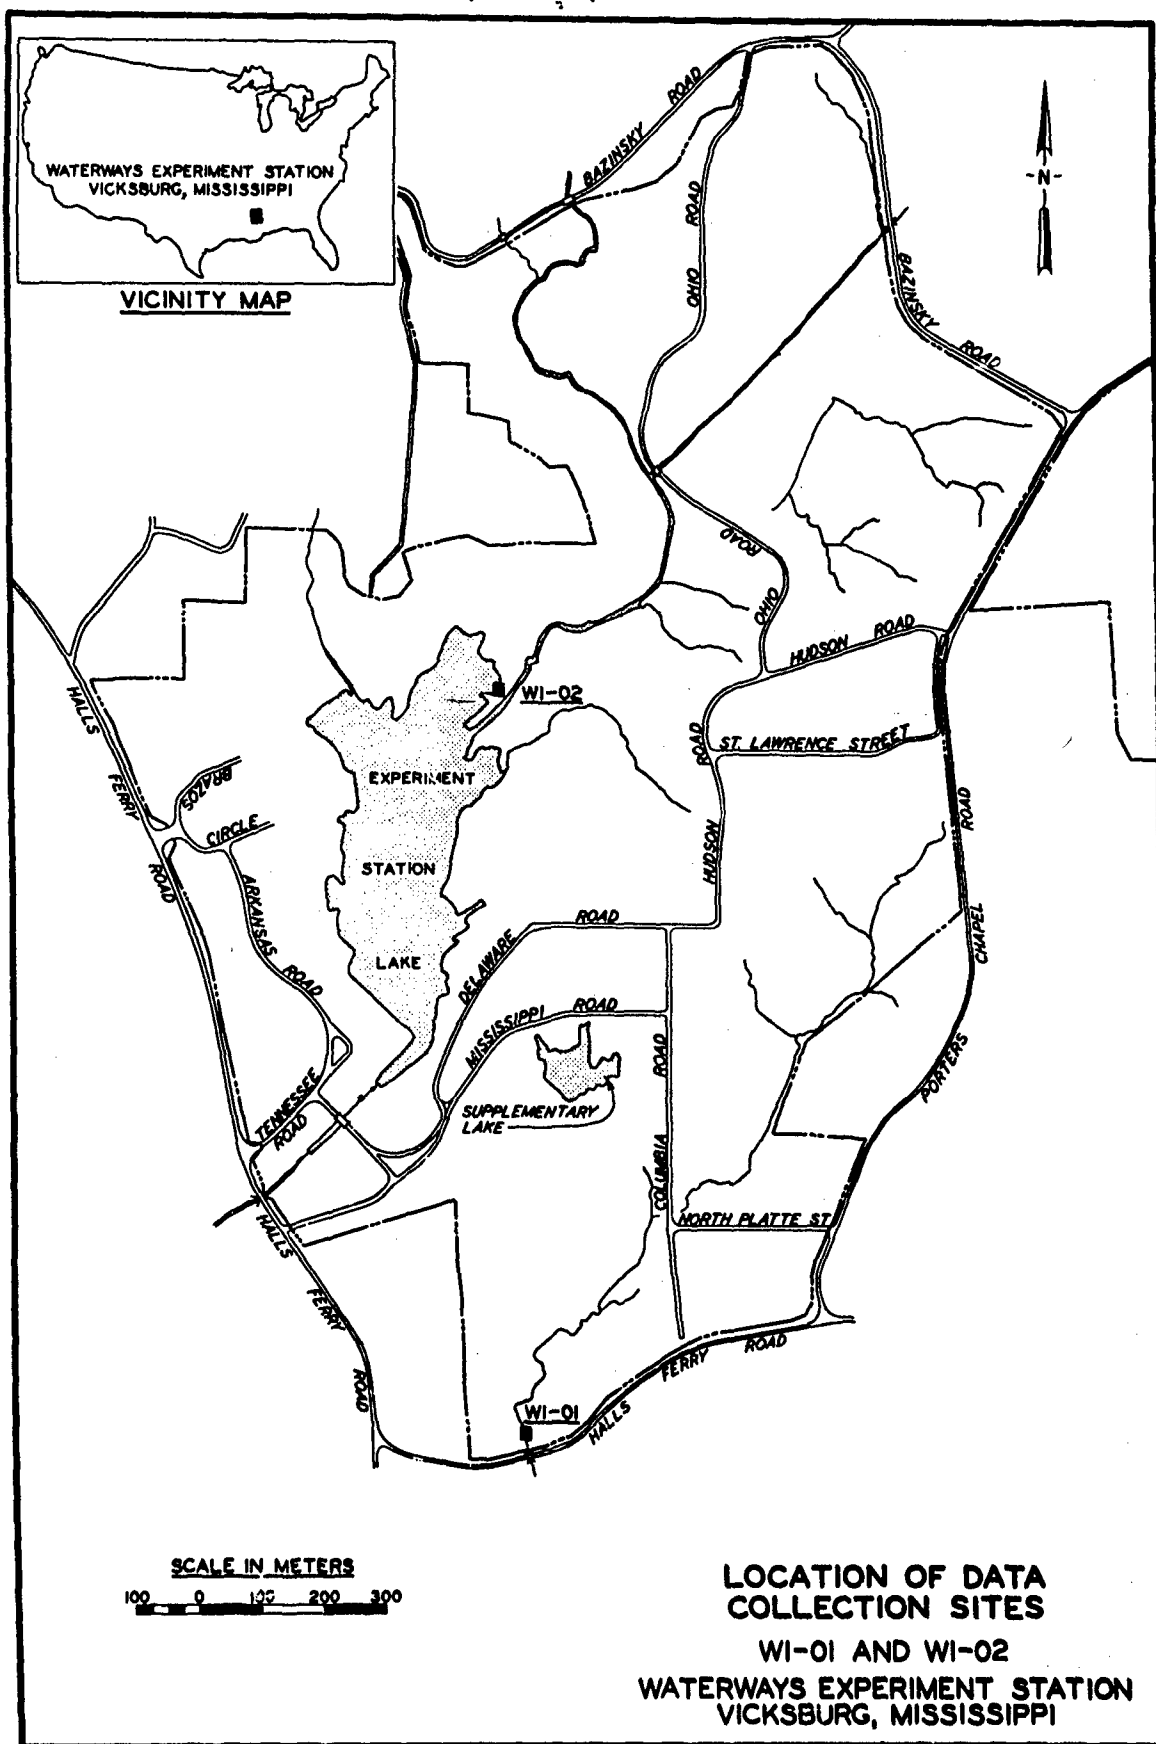 WATERWAYS EXPERIMENT STATION
VICKSBURG, MISSISSIPPI
VICINITY MAP
-N-
BAZINSKY ROAD
OHIO ROAD
BAZINSKY ROAD
OHIO ROAD
HUDSON ROAD
ST. LAWRENCE STREET
HUDSON ROAD
WI-02
HALLS FERRY ROAD
BRAZOS
CIRCLE
ARKANSAS ROAD
EXPERIMENT
STATION
LAKE
DELAWARE ROAD
MISSISSIPPI ROAD
SUPPLEMENTARY
LAKE
COLUMBIA ROAD
PORTERS CHAPEL ROAD
TENNESSEE
ROAD
NORTH PLATTE ST
HALLS FERRY ROAD
WI-01
HALLS FERRY ROAD
SCALE IN METERS
100 0 100 200 300
LOCATION OF DATA
COLLECTION SITES
WI-01 AND WI-02
WATERWAYS EXPERIMENT STATION
VICKSBURG, MISSISSIPPI